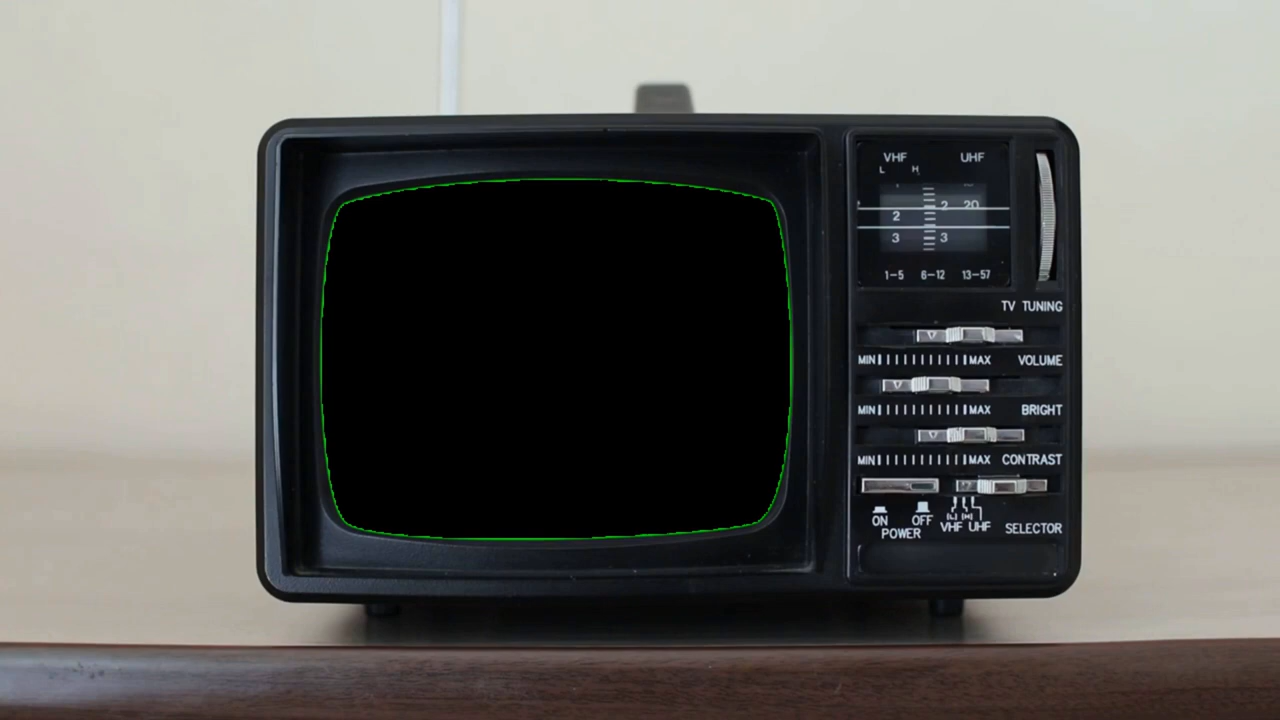 VHF UHF
L H
2 20
2
3 3
1-5 6-12 13-57
TV TUNING
MIN MAX VOLUME
MIN MAX BRIGHT
MIN MAX CONTRAST
ON OFF
POWER
[L] [H]
VHF UHF
SELECTOR